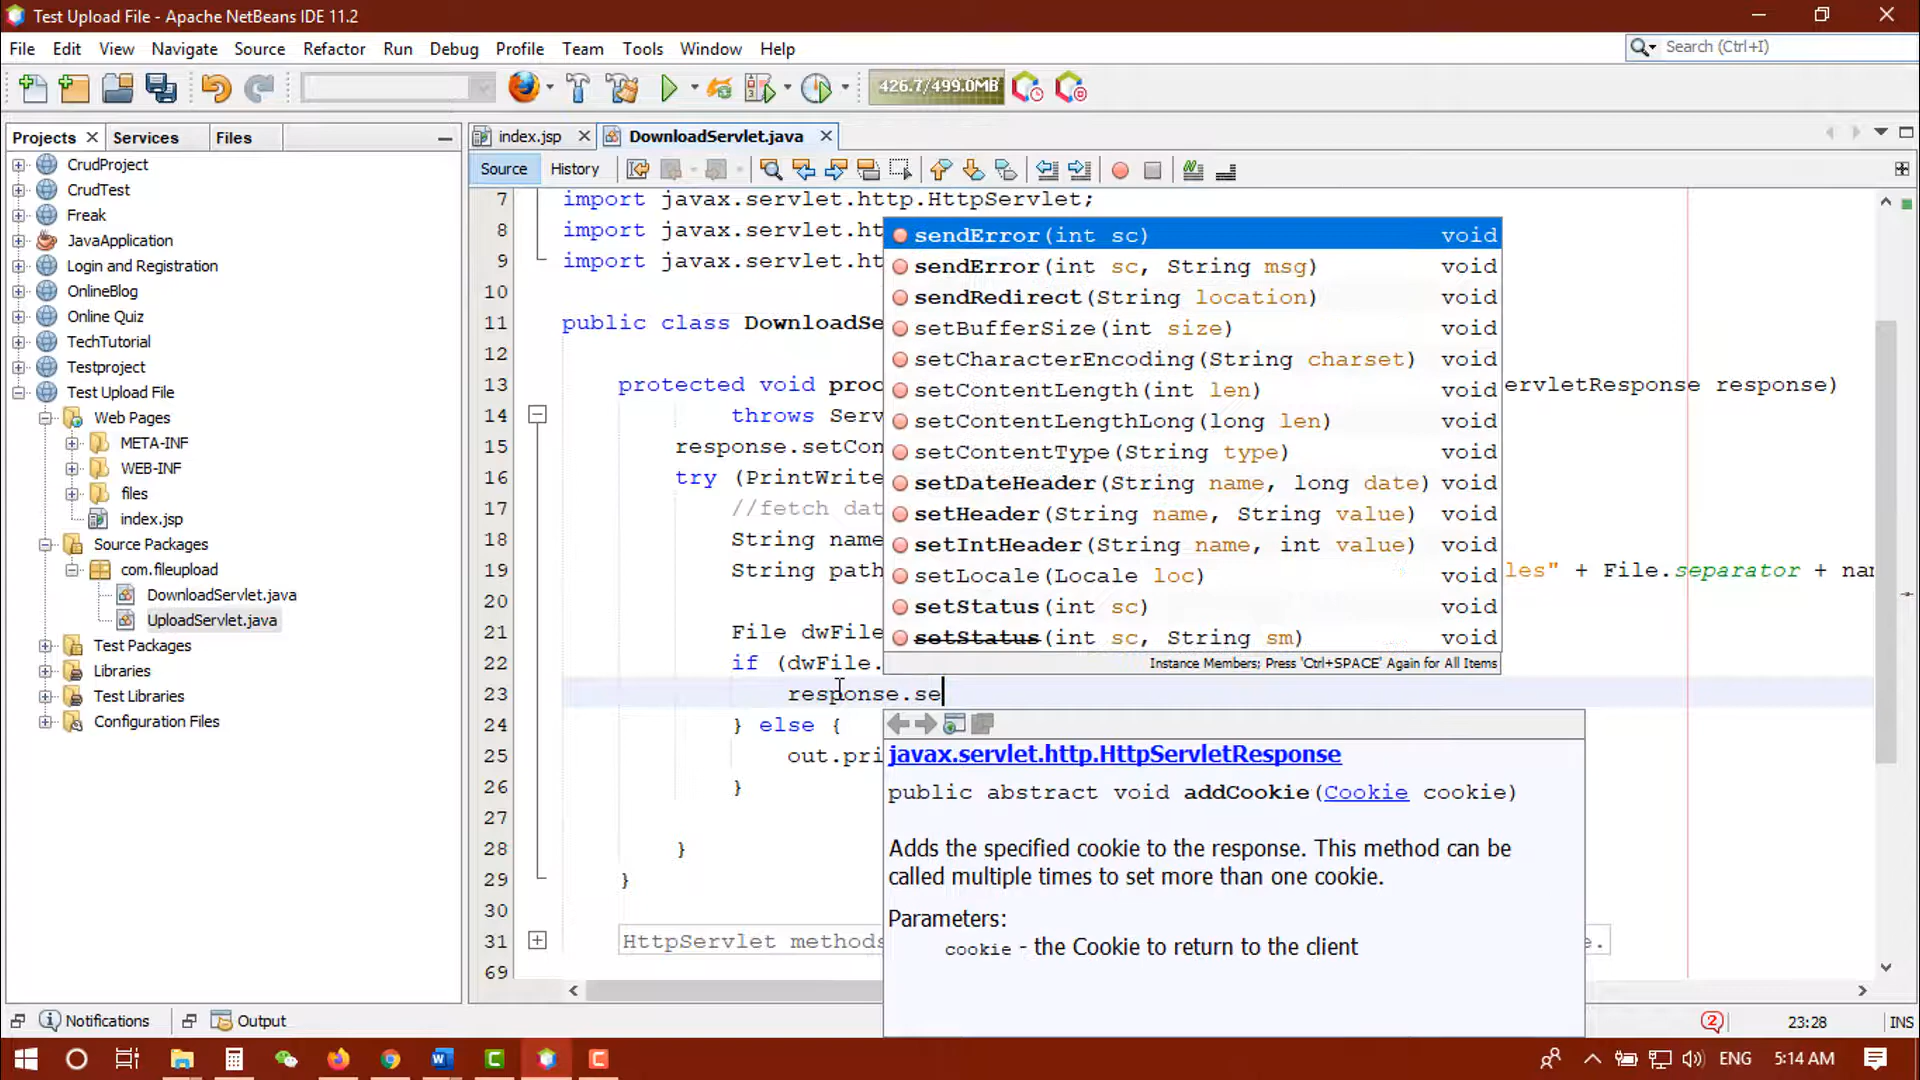 Test Upload File - Apache NetBeans IDE 11.2
File Edit View Navigate Source Refactor Run Debug Profile Team Tools Window Help
Search (Ctrl+I)
426.7/499.0MB
Projects Services Files
index.jsp DownloadServlet.java
Source History
CrudProject
CrudTest
Freak
JavaApplication
Login and Registration
OnlineBlog
Online Quiz
TechTutorial
Testproject
Test Upload File
Web Pages
META-INF
WEB-INF
files
index.jsp
Source Packages
com.fileupload
DownloadServlet.java
UploadServlet.java
Test Packages
Libraries
Test Libraries
Configuration Files
7 import javax.servlet.http.HttpServlet;
8 import javax.servlet.ht
9 import javax.servlet.ht
10
11 public class DownloadSe
12
13 protected void proc ervletResponse response)
14 throws Serv
15 response.setCon
16 try (PrintWrite
17 //fetch dat
18 String name
19 String path les" + File.separator + nam
20
21 File dwFile
22 if (dwFile.
23 response.se
24 } else {
25 out.pri
26 }
27
28 }
29 }
30
31 HttpServlet methods e.
69
sendError(int sc) void
sendError(int sc, String msg) void
sendRedirect(String location) void
setBufferSize(int size) void
setCharacterEncoding(String charset) void
setContentLength(int len) void
setContentLengthLong(long len) void
setContentType(String type) void
setDateHeader(String name, long date) void
setHeader(String name, String value) void
setIntHeader(String name, int value) void
setLocale(Locale loc) void
setStatus(int sc) void
setStatus(int sc, String sm) void
Instance Members; Press 'Ctrl+SPACE' Again for All Items
javax.servlet.http.HttpServletResponse
public abstract void addCookie(Cookie cookie)
Adds the specified cookie to the response. This method can be
called multiple times to set more than one cookie.
Parameters:
cookie - the Cookie to return to the client
Notifications Output
2 23:28 INS
ENG 5:14 AM